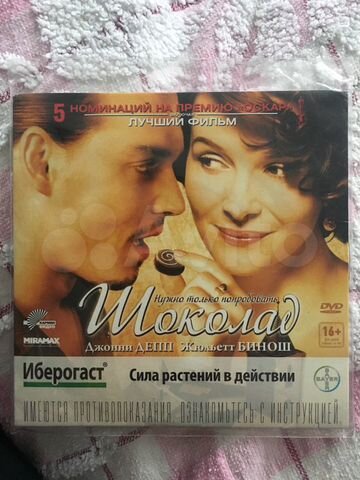 5 НОМИНАЦИЙ НА ПРЕМИЮ "ОСКАР"
ВКЛЮЧАЯ
ЛУЧШИЙ ФИЛЬМ
Нужно только попробовать
Шоколад
DVD
MIRAMAX
Джонни ДЕПП Жюльетт БИНОШ
16+
Иберогаст®
Сила растений в действии
BAYER
ИМЕЮТСЯ ПРОТИВОПОКАЗАНИЯ. ОЗНАКОМЬТЕСЬ С ИНСТРУКЦИЕЙ